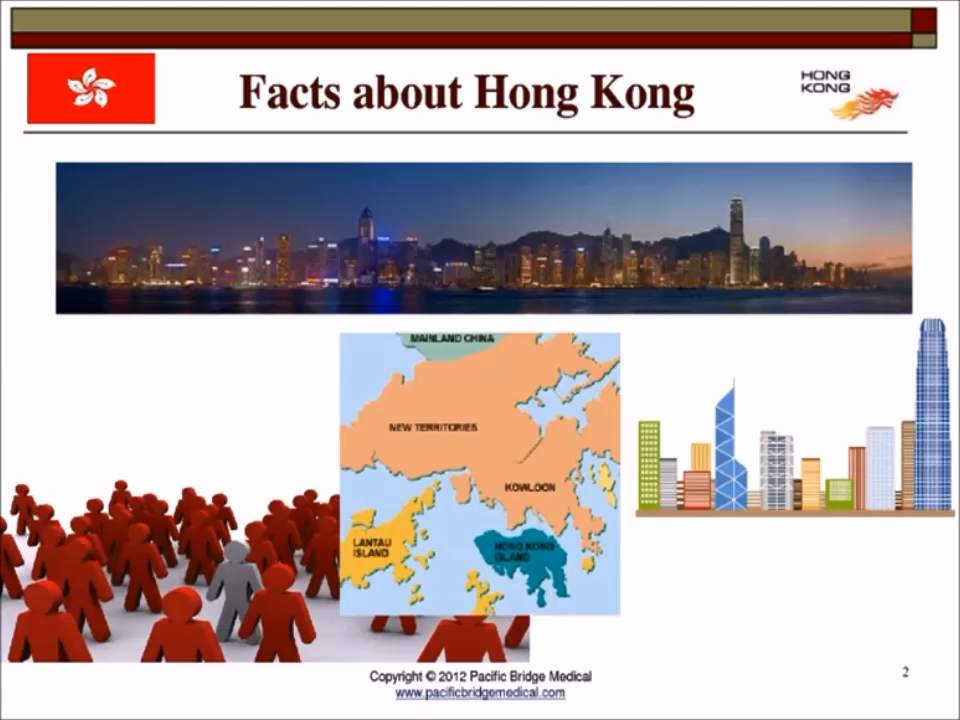 Facts about Hong Kong
HONG
KONG
MAINLAND CHINA
NEW TERRITORIES
KOWLOON
LANTAU
ISLAND
HONG KONG
ISLAND
Copyright © 2012 Pacific Bridge Medical
www.pacificbridgemedical.com
2